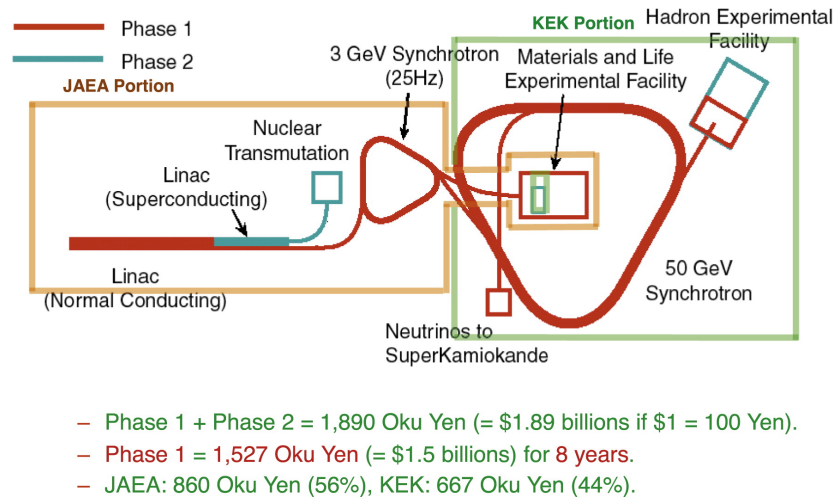 Phase 1
Phase 2
JAEA Portion
KEK Portion
Hadron Experimental
Facility
3 GeV Synchrotron
(25Hz)
Materials and Life
Experimental Facility
Nuclear
Transmutation
Linac
(Superconducting)
Linac
(Normal Conducting)
50 GeV
Synchrotron
Neutrinos to
SuperKamiokande
– Phase 1 + Phase 2 = 1,890 Oku Yen (= $1.89 billions if $1 = 100 Yen).
– Phase 1 = 1,527 Oku Yen (= $1.5 billions) for 8 years.
– JAEA: 860 Oku Yen (56%), KEK: 667 Oku Yen (44%).